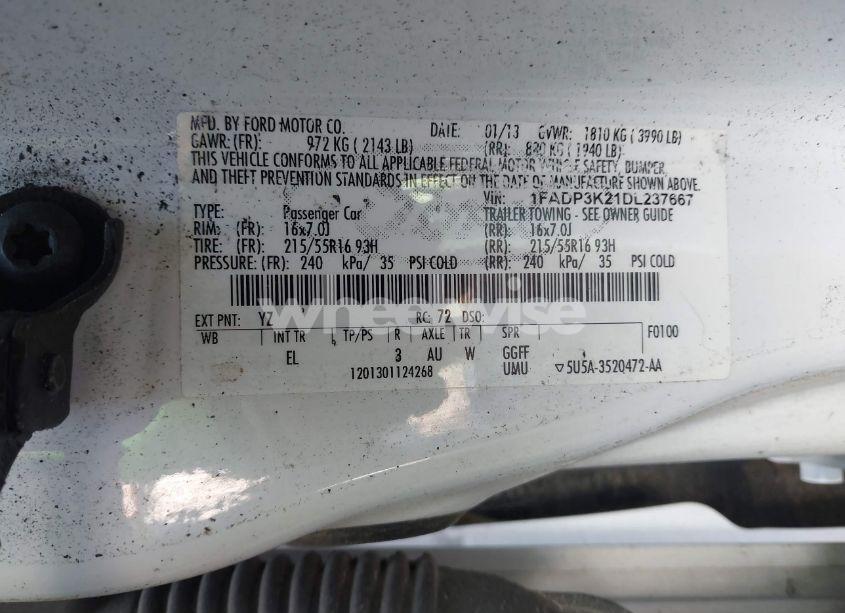 MFD. BY FORD MOTOR CO. DATE: 01/13 GVWR: 1810 KG ( 3990 LB)
GAWR: (FR): 972 KG ( 2143 LB) (RR): 880 KG ( 1940 LB)
THIS VEHICLE CONFORMS TO ALL APPLICABLE FEDERAL MOTOR VEHICLE SAFETY, BUMPER,
AND THEFT PREVENTION STANDARDS IN EFFECT ON THE DATE OF MANUFACTURE SHOWN ABOVE.
VIN: 1FADP3K21DL237667
TYPE: Passenger Car TRAILER TOWING - SEE OWNER GUIDE
RIM: (FR): 16x7.0J (RR): 16x7.0J
TIRE: (FR): 215/55R16 93H (RR): 215/55R16 93H
PRESSURE: (FR): 240 kPa/ 35 PSI COLD (RR): 240 kPa/ 35 PSI COLD
wheelwise
EXT PNT: YZ RC: 72 DSO:
WB INT TR TP/PS R AXLE TR SPR F0100
EL 3 AU W GGFF
1201301124268 UMU ▽5U5A-3520472-AA